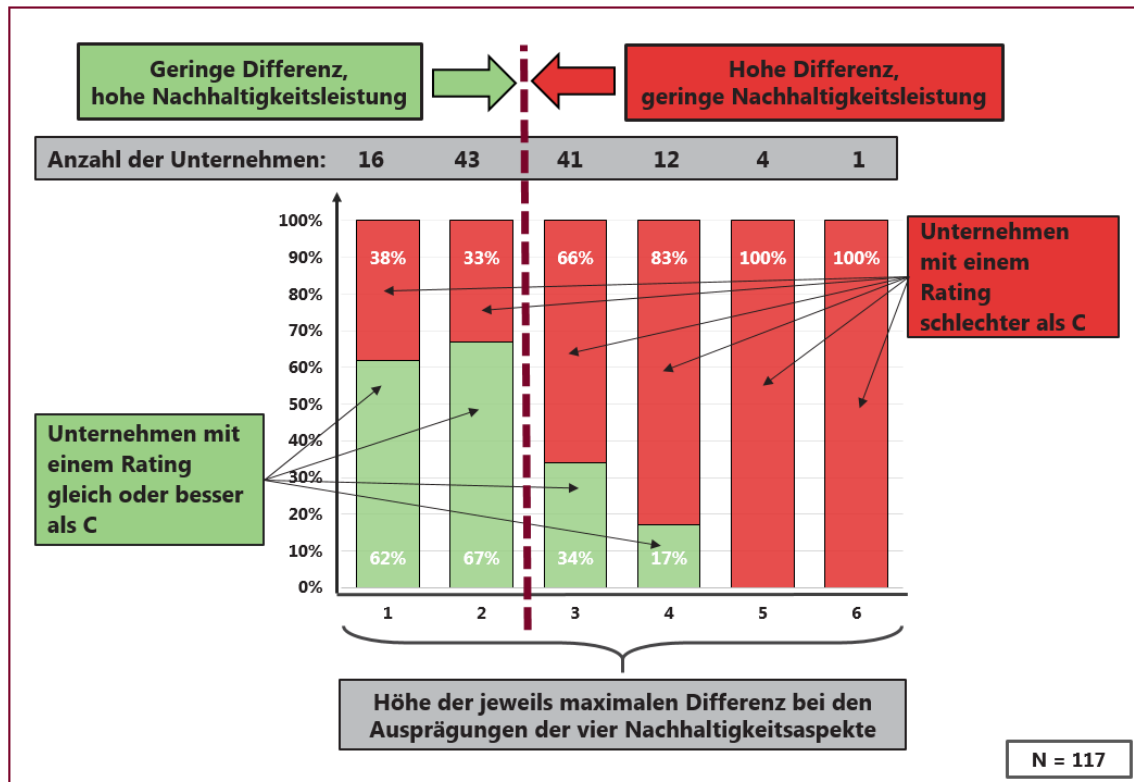 Geringe Differenz,
hohe Nachhaltigkeitsleistung
Hohe Differenz,
geringe Nachhaltigkeitsleistung
Anzahl der Unternehmen: 16 43 41 12 4 1
100%
90%
80%
70%
60%
50%
40%
30%
20%
10%
0%
38% 33% 66% 83% 100% 100%
62% 67% 34% 17%
Unternehmen
mit einem
Rating
schlechter als C
Unternehmen mit
einem Rating
gleich oder besser
als C
1 2 3 4 5 6
Höhe der jeweils maximalen Differenz bei den
Ausprägungen der vier Nachhaltigkeitsaspekte
N = 117